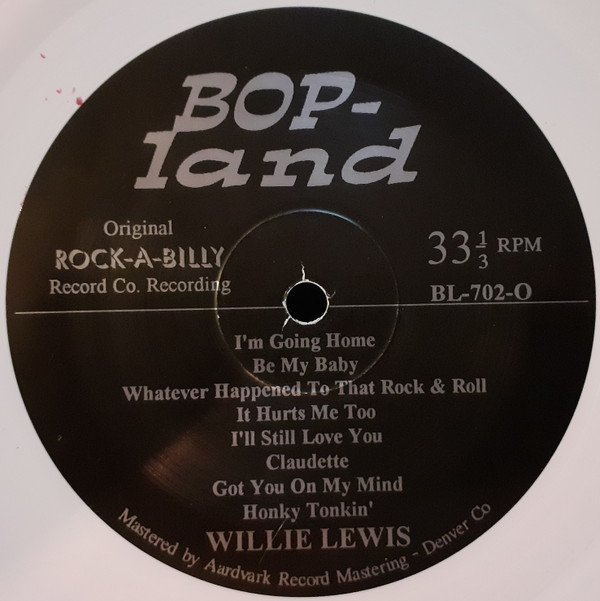 BOP-
land
Original
ROCK-A-BILLY
Record Co. Recording
33 1/3 RPM
BL-702-O
I'm Going Home
Be My Baby
Whatever Happened To That Rock & Roll
It Hurts Me Too
I'll Still Love You
Claudette
Got You On My Mind
Honky Tonkin'
WILLIE LEWIS
Mastered by Aardvark Record Mastering - Denver Co